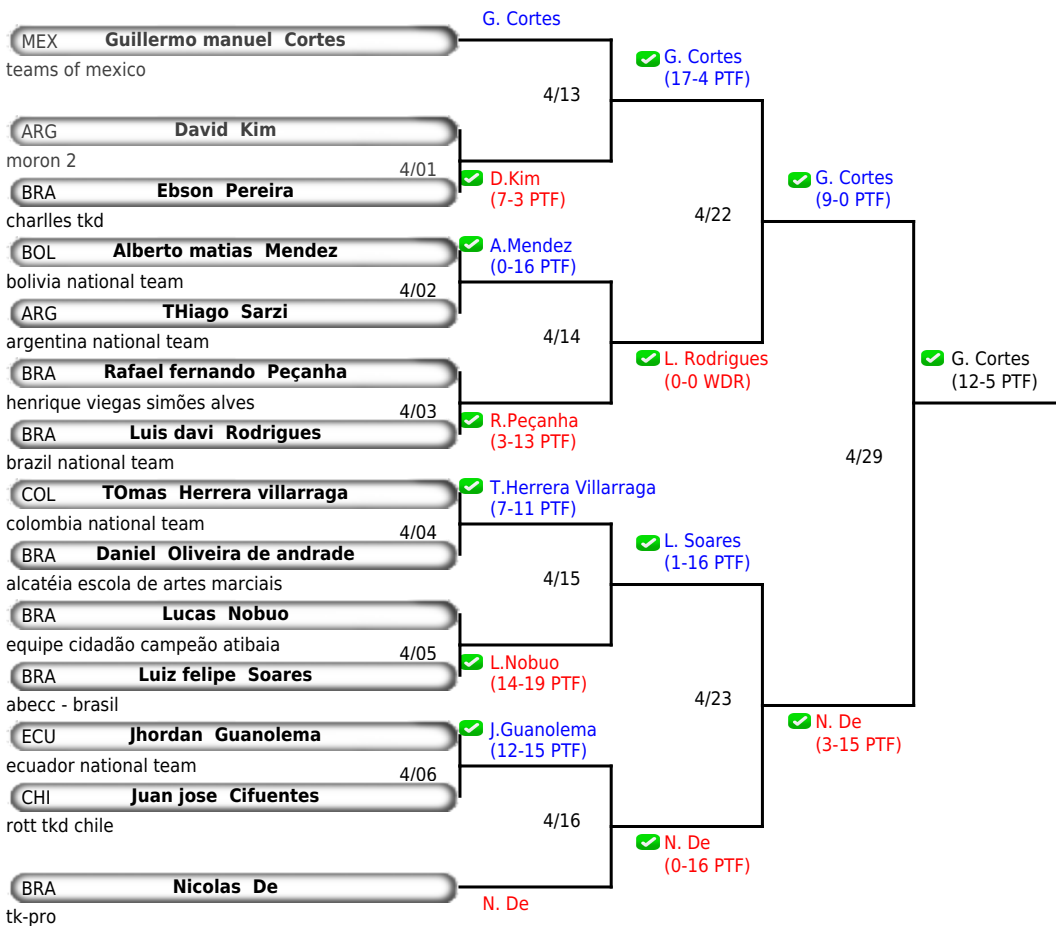 G. Cortes
MEX Guillermo manuel Cortes
teams of mexico
G. Cortes
(17-4 PTF)
4/13
ARG David Kim
moron 2
4/01
BRA Ebson Pereira
charlles tkd
D.Kim
(7-3 PTF)
G. Cortes
(9-0 PTF)
4/22
BOL Alberto matias Mendez
bolivia national team
A.Mendez
(0-16 PTF)
4/02
ARG THiago Sarzi
argentina national team
4/14
BRA Rafael fernando Peçanha
henrique viegas simões alves
L. Rodrigues
(0-0 WDR)
G. Cortes
(12-5 PTF)
4/03
BRA Luis davi Rodrigues
brazil national team
R.Peçanha
(3-13 PTF)
4/29
COL TOmas Herrera villarraga
colombia national team
T.Herrera Villarraga
(7-11 PTF)
4/04
BRA Daniel Oliveira de andrade
alcatéia escola de artes marciais
L. Soares
(1-16 PTF)
4/15
BRA Lucas Nobuo
equipe cidadão campeão atibaia
4/05
BRA Luiz felipe Soares
abecc - brasil
L.Nobuo
(14-19 PTF)
4/23
ECU Jhordan Guanolema
ecuador national team
J.Guanolema
(12-15 PTF)
N. De
(3-15 PTF)
4/06
CHI Juan jose Cifuentes
rott tkd chile
4/16
N. De
(0-16 PTF)
BRA Nicolas De
tk-pro
N. De